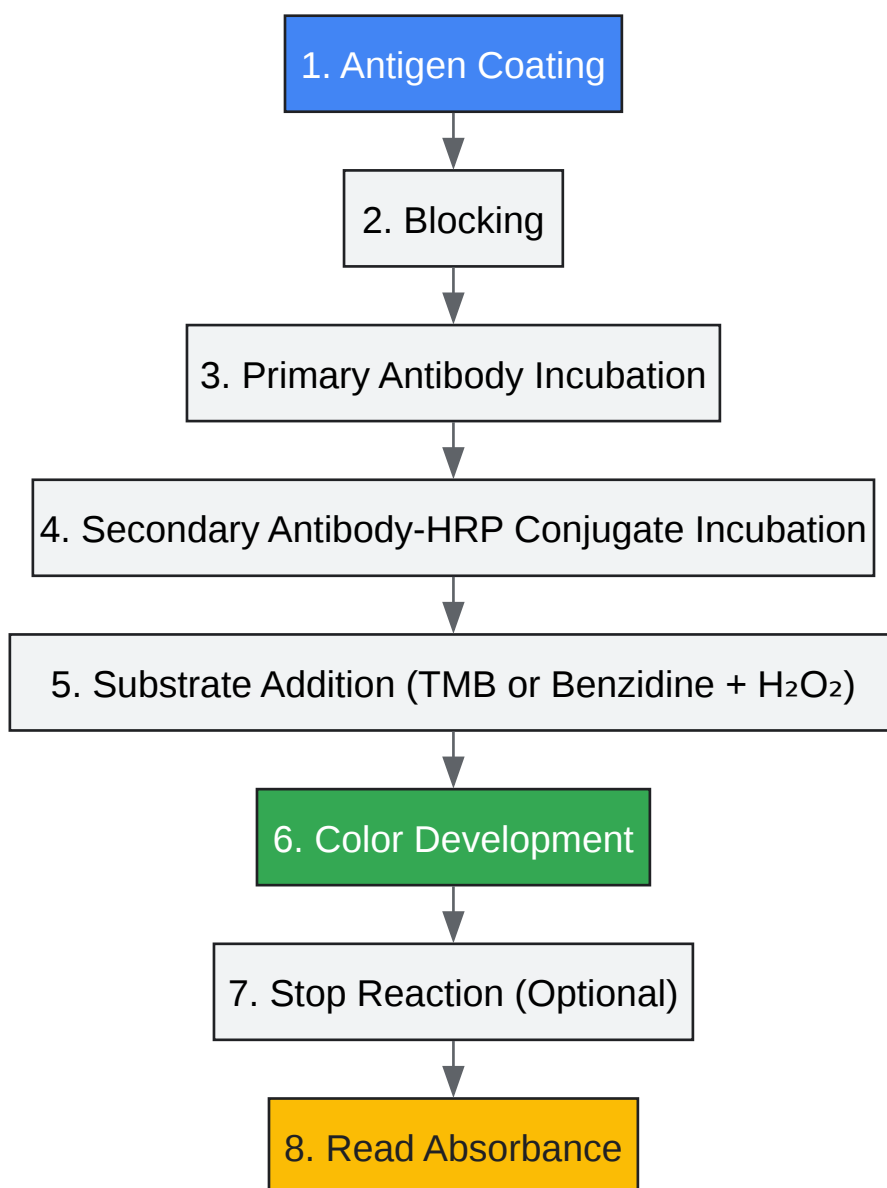 1. Antigen Coating
2. Blocking
3. Primary Antibody Incubation
4. Secondary Antibody-HRP Conjugate Incubation
5. Substrate Addition (TMB or Benzidine + H₂O₂)
6. Color Development
7. Stop Reaction (Optional)
8. Read Absorbance